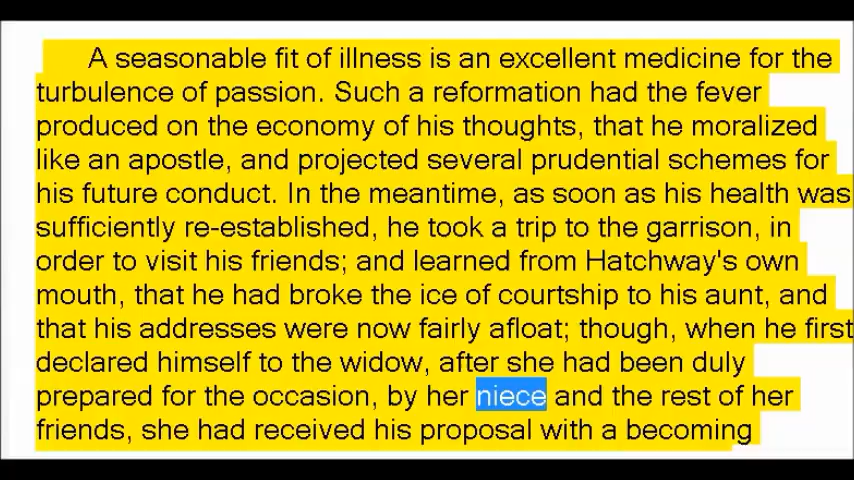 A seasonable fit of illness is an excellent medicine for the
turbulence of passion. Such a reformation had the fever
produced on the economy of his thoughts, that he moralized
like an apostle, and projected several prudential schemes for
his future conduct. In the meantime, as soon as his health was
sufficiently re-established, he took a trip to the garrison, in
order to visit his friends; and learned from Hatchway's own
mouth, that he had broke the ice of courtship to his aunt, and
that his addresses were now fairly afloat; though, when he first
declared himself to the widow, after she had been duly
prepared for the occasion, by her niece and the rest of her
friends, she had received his proposal with a becoming